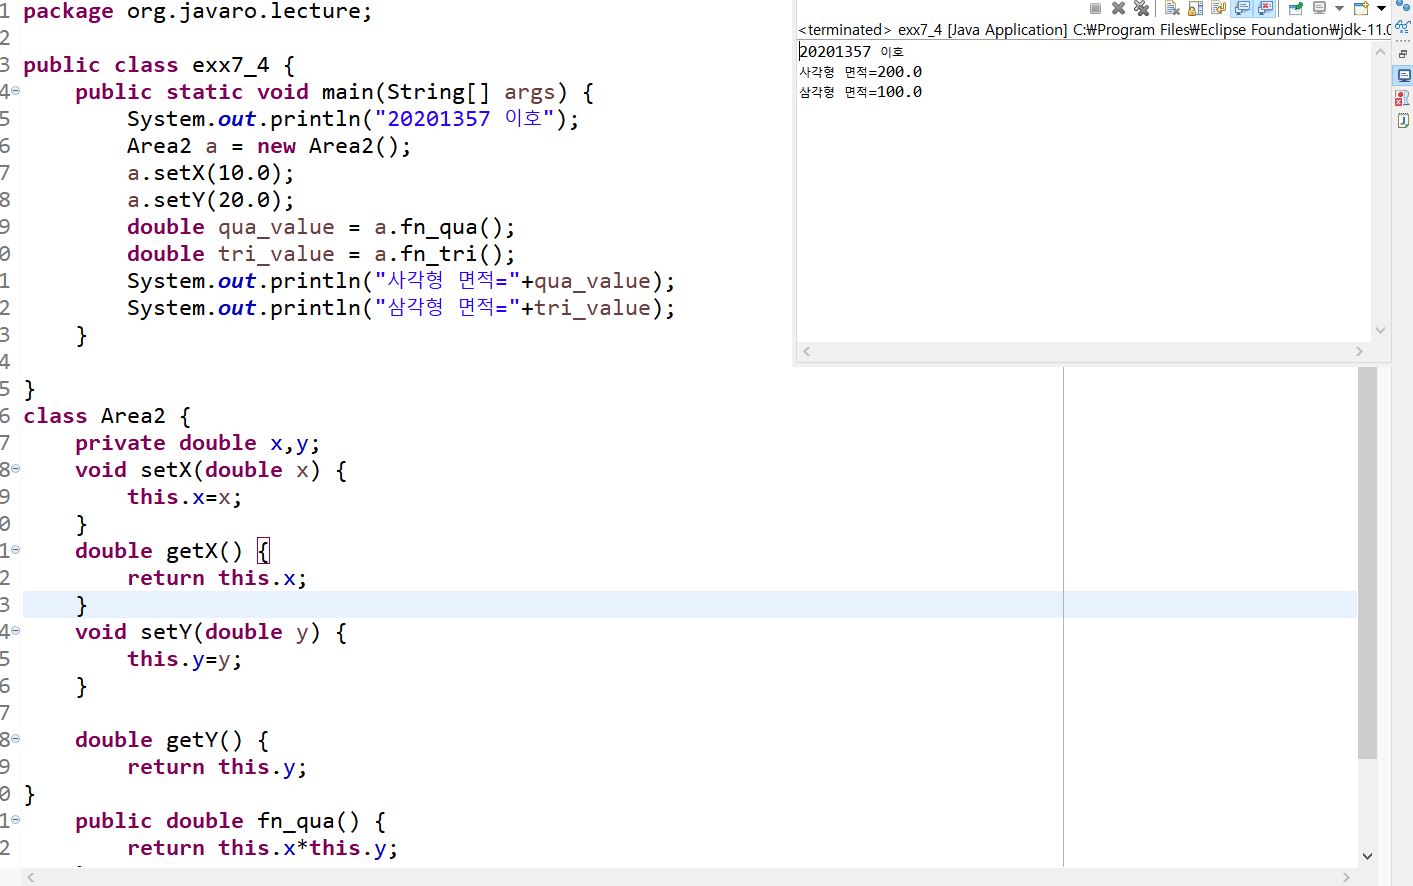 1 package org.javaro.lecture;
2
3 public class exx7_4 {
4 public static void main(String[] args) {
5 System.out.println("20201357 이호");
6 Area2 a = new Area2();
7 a.setX(10.0);
8 a.setY(20.0);
9 double qua_value = a.fn_qua();
0 double tri_value = a.fn_tri();
1 System.out.println("사각형 면적="+qua_value);
2 System.out.println("삼각형 면적="+tri_value);
3 }
4
5 }
6 class Area2 {
7 private double x,y;
8 void setX(double x) {
9 this.x=x;
0 }
1 double getX() {
2 return this.x;
3 }
4 void setY(double y) {
5 this.y=y;
6 }
7
8 double getY() {
9 return this.y;
0 }
1 public double fn_qua() {
2 return this.x*this.y;
<terminated> exx7_4 [Java Application] C:₩Program Files₩Eclipse Foundation₩jdk-11.0
20201357 이호
사각형 면적=200.0
삼각형 면적=100.0